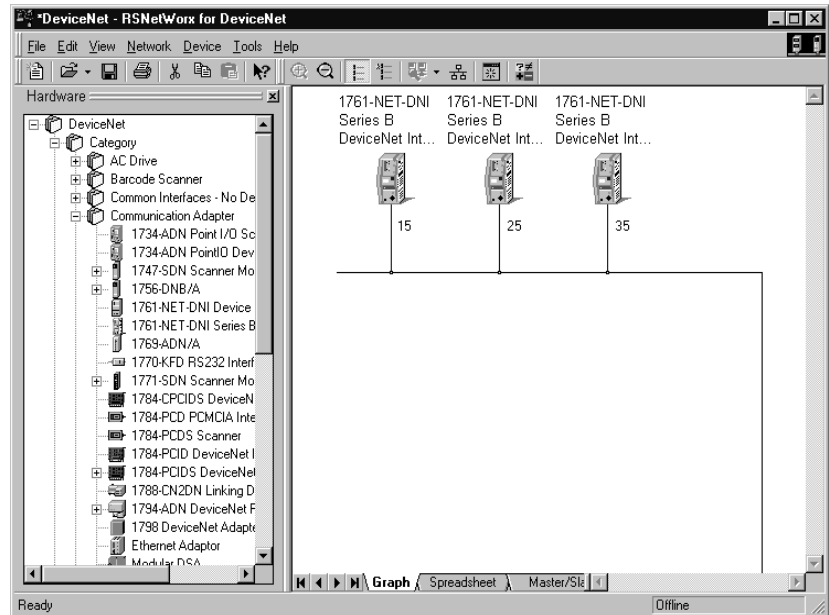 *DeviceNet - RSNetWorx for DeviceNet
File Edit View Network Device Tools Help
Hardware
DeviceNet
Category
AC Drive
Barcode Scanner
Common Interfaces - No De
Communication Adapter
1734-ADN Point I/O Sc
1734-ADN PointIO Dev
1747-SDN Scanner Mo
1756-DNB/A
1761-NET-DNI Device
1761-NET-DNI Series B
1769-ADN/A
1770-KFD RS232 Interf
1771-SDN Scanner Mo
1784-CPCIDS DeviceN
1784-PCD PCMCIA Inte
1784-PCDS Scanner
1784-PCID DeviceNet I
1784-PCIDS DeviceNet
1788-CN2DN Linking D
1794-ADN DeviceNet F
1798 DeviceNet Adapte
Ethernet Adaptor
Modular DSA
1761-NET-DNI 1761-NET-DNI 1761-NET-DNI
Series B Series B Series B
DeviceNet Int... DeviceNet Int... DeviceNet Int...
15 25 35
Graph Spreadsheet Master/Sla
Ready Offline